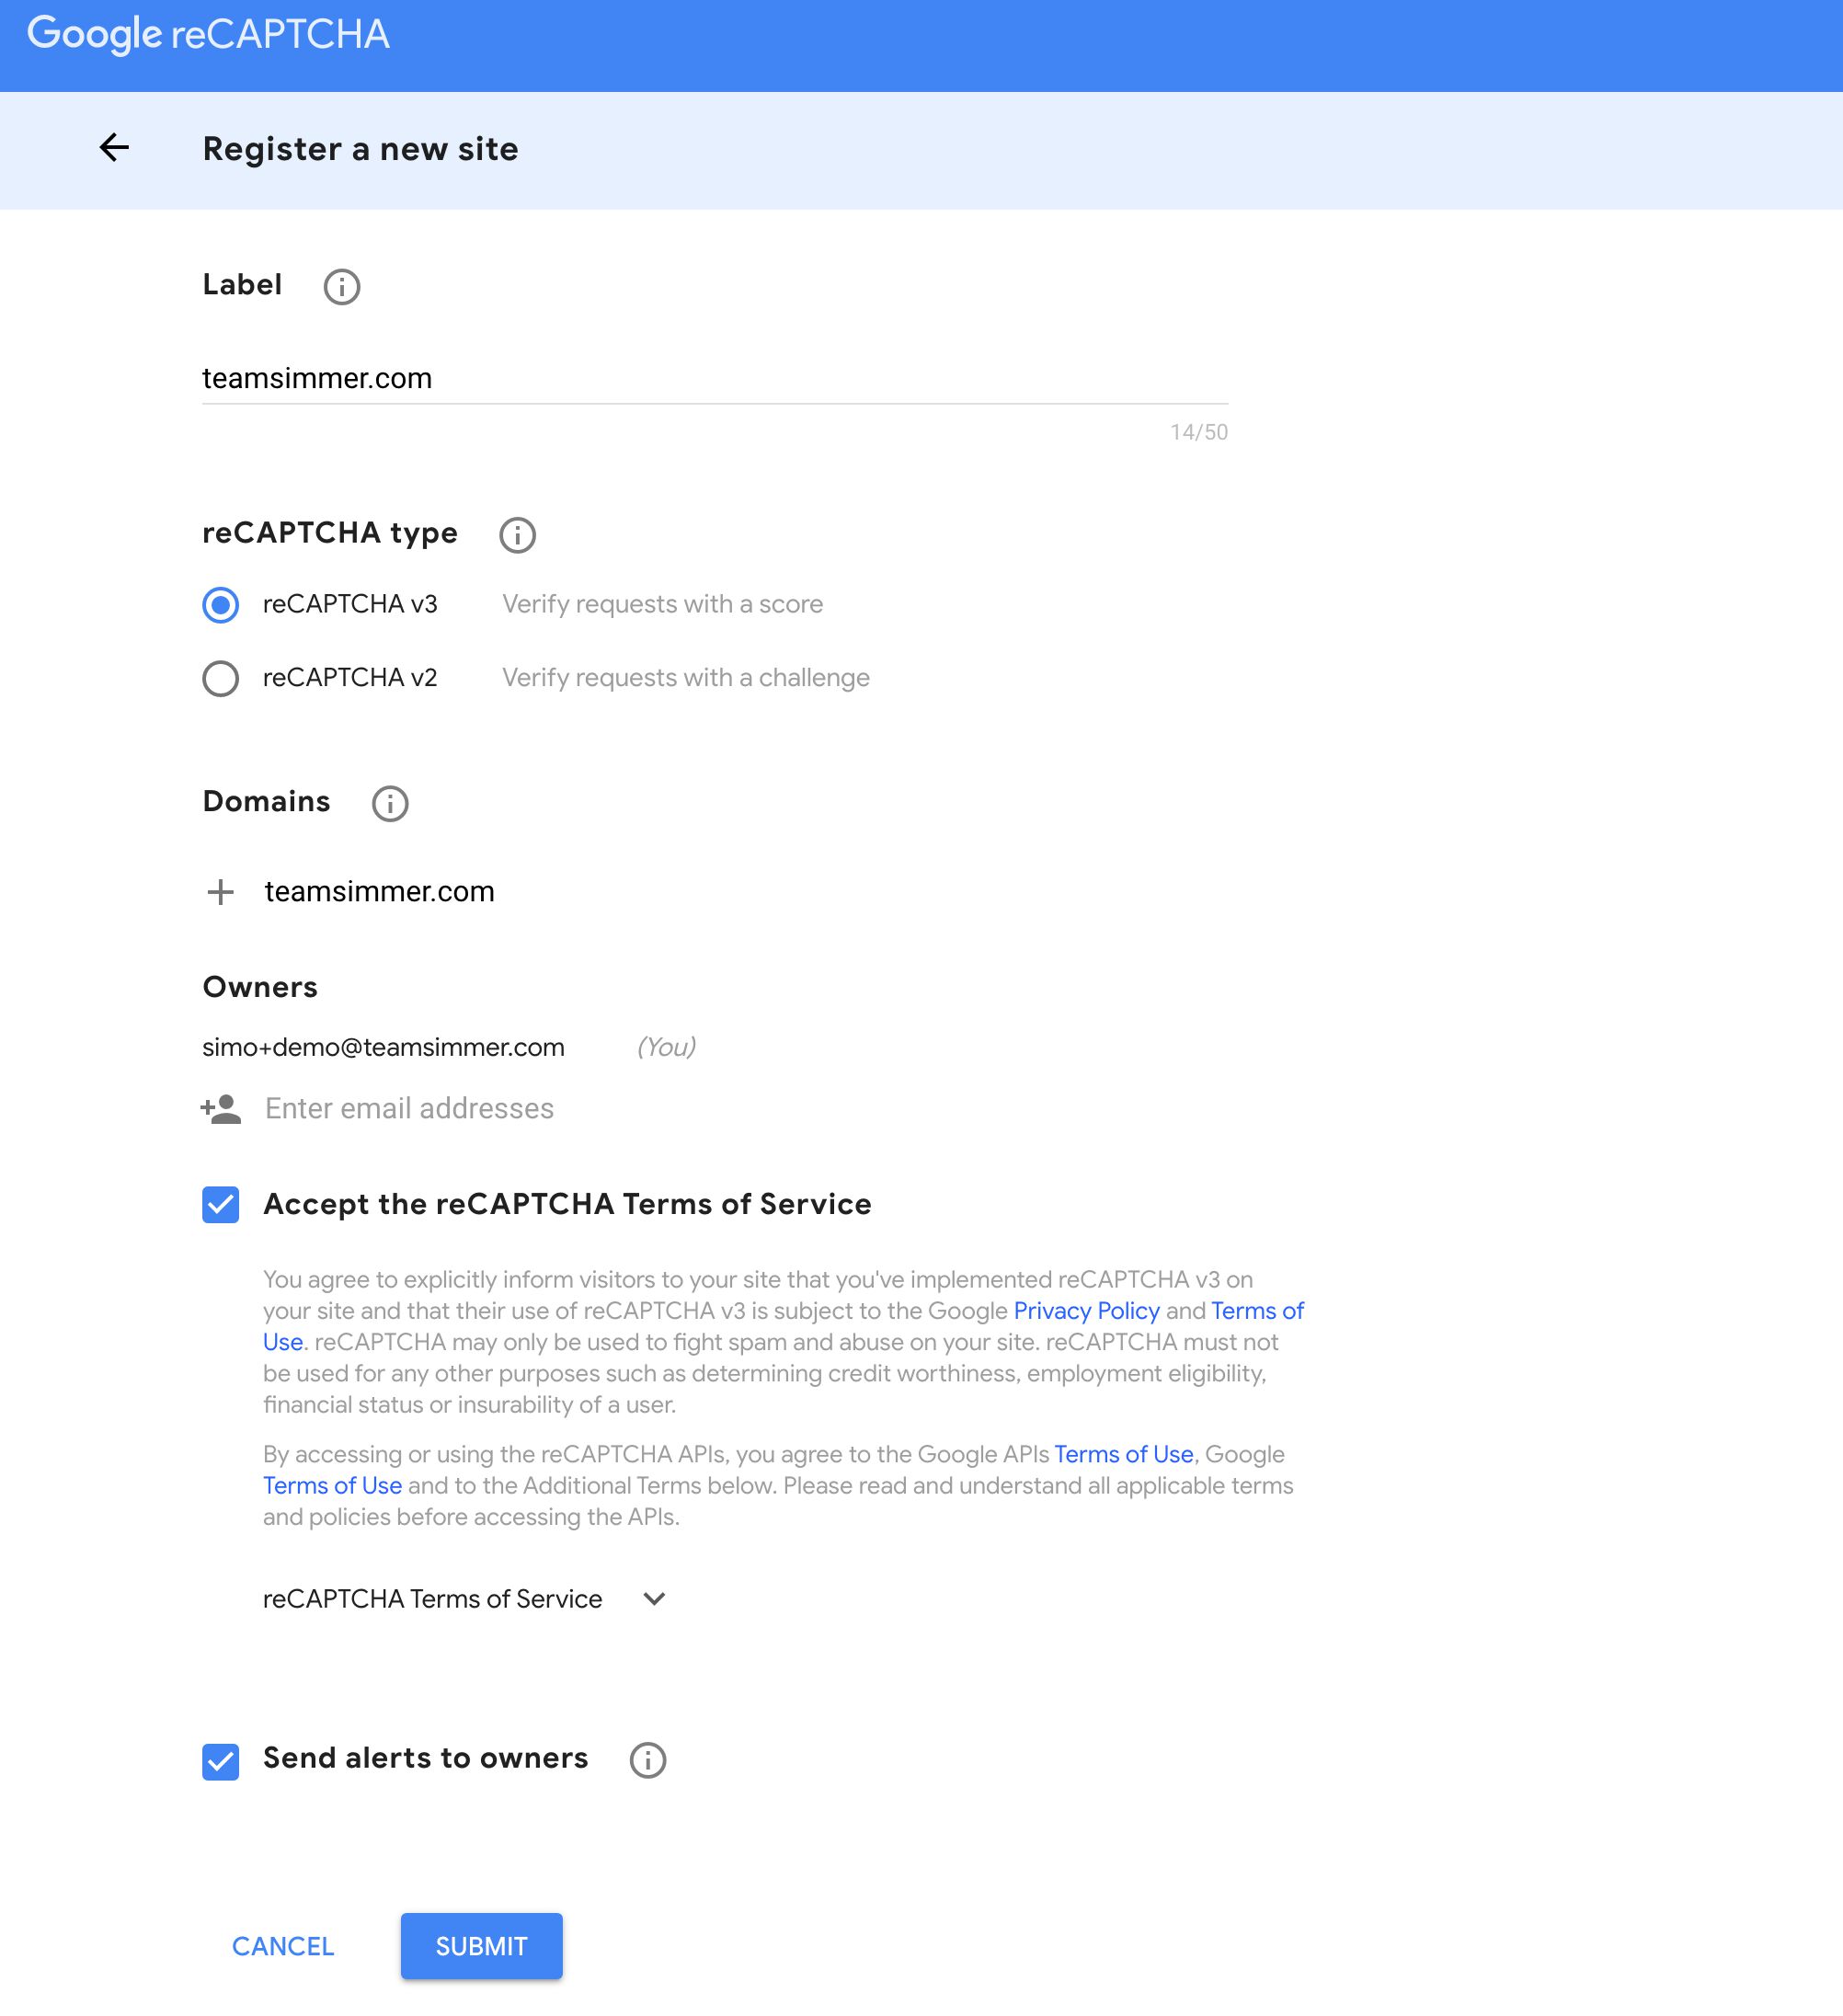 Google reCAPTCHA
Register a new site
Label
teamsimmer.com
14/50
reCAPTCHA type
reCAPTCHA v3 Verify requests with a score
reCAPTCHA v2 Verify requests with a challenge
Domains
teamsimmer.com
Owners
simo+demo@teamsimmer.com (You)
Enter email addresses
Accept the reCAPTCHA Terms of Service
You agree to explicitly inform visitors to your site that you've implemented reCAPTCHA v3 on
your site and that their use of reCAPTCHA v3 is subject to the Google Privacy Policy and Terms of
Use. reCAPTCHA may only be used to fight spam and abuse on your site. reCAPTCHA must not
be used for any other purposes such as determining credit worthiness, employment eligibility,
financial status or insurability of a user.
By accessing or using the reCAPTCHA APIs, you agree to the Google APIs Terms of Use, Google
Terms of Use and to the Additional Terms below. Please read and understand all applicable terms
and policies before accessing the APIs.
reCAPTCHA Terms of Service
Send alerts to owners
CANCEL SUBMIT